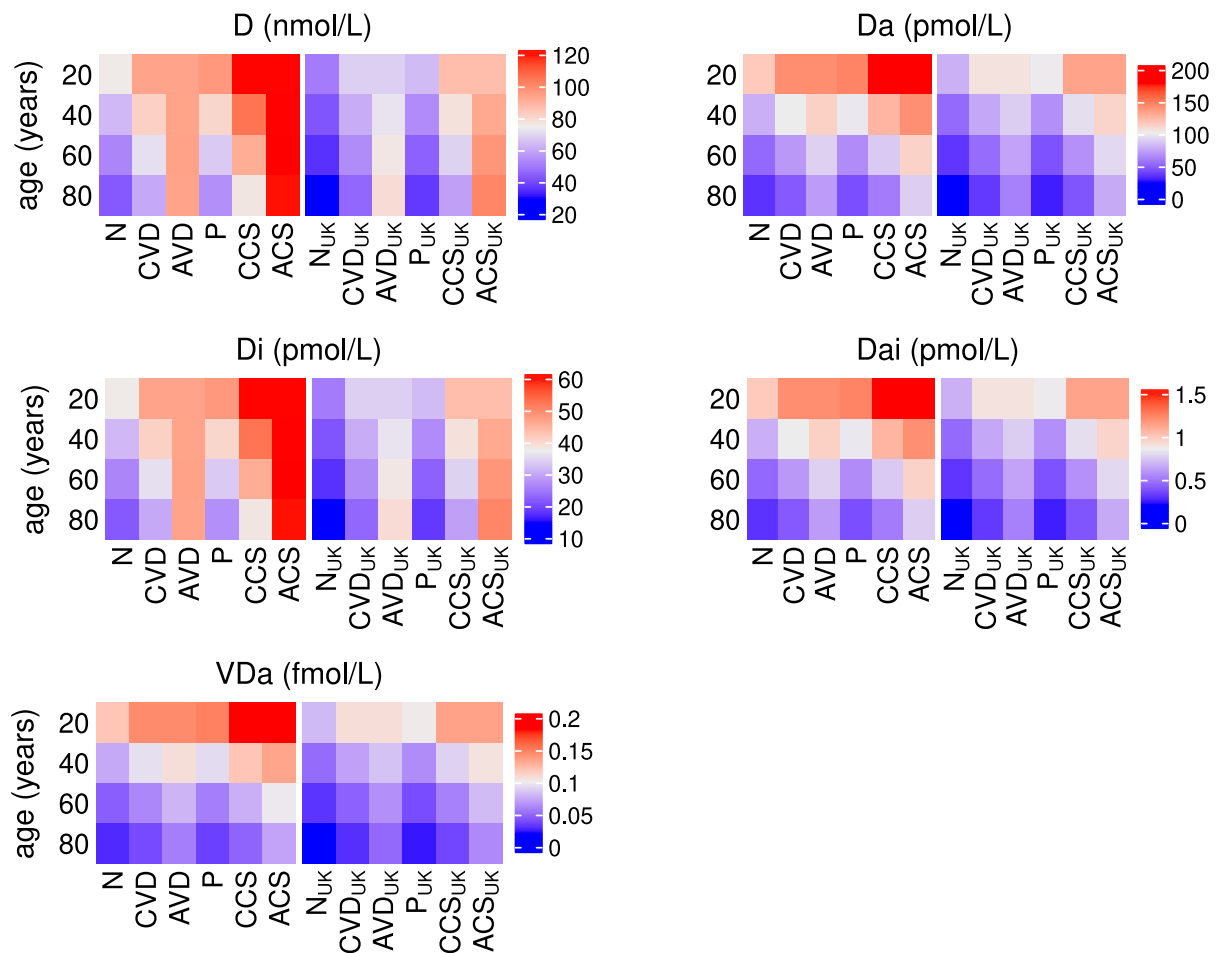 D (nmol/L)
age (years)
20
40
60
80
N
CVD
AVD
P
CCS
ACS
NUK
CVDUK
AVDUK
PUK
CCSUK
ACSUK
120
100
80
60
40
20
Da (pmol/L)
20
40
60
80
N
CVD
AVD
P
CCS
ACS
NUK
CVDUK
AVDUK
PUK
CCSUK
ACSUK
200
150
100
50
0
Di (pmol/L)
age (years)
20
40
60
80
N
CVD
AVD
P
CCS
ACS
NUK
CVDUK
AVDUK
PUK
CCSUK
ACSUK
60
50
40
30
20
10
Dai (pmol/L)
20
40
60
80
N
CVD
AVD
P
CCS
ACS
NUK
CVDUK
AVDUK
PUK
CCSUK
ACSUK
1.5
1
0.5
0
VDa (fmol/L)
age (years)
20
40
60
80
N
CVD
AVD
P
CCS
ACS
NUK
CVDUK
AVDUK
PUK
CCSUK
ACSUK
0.2
0.15
0.1
0.05
0